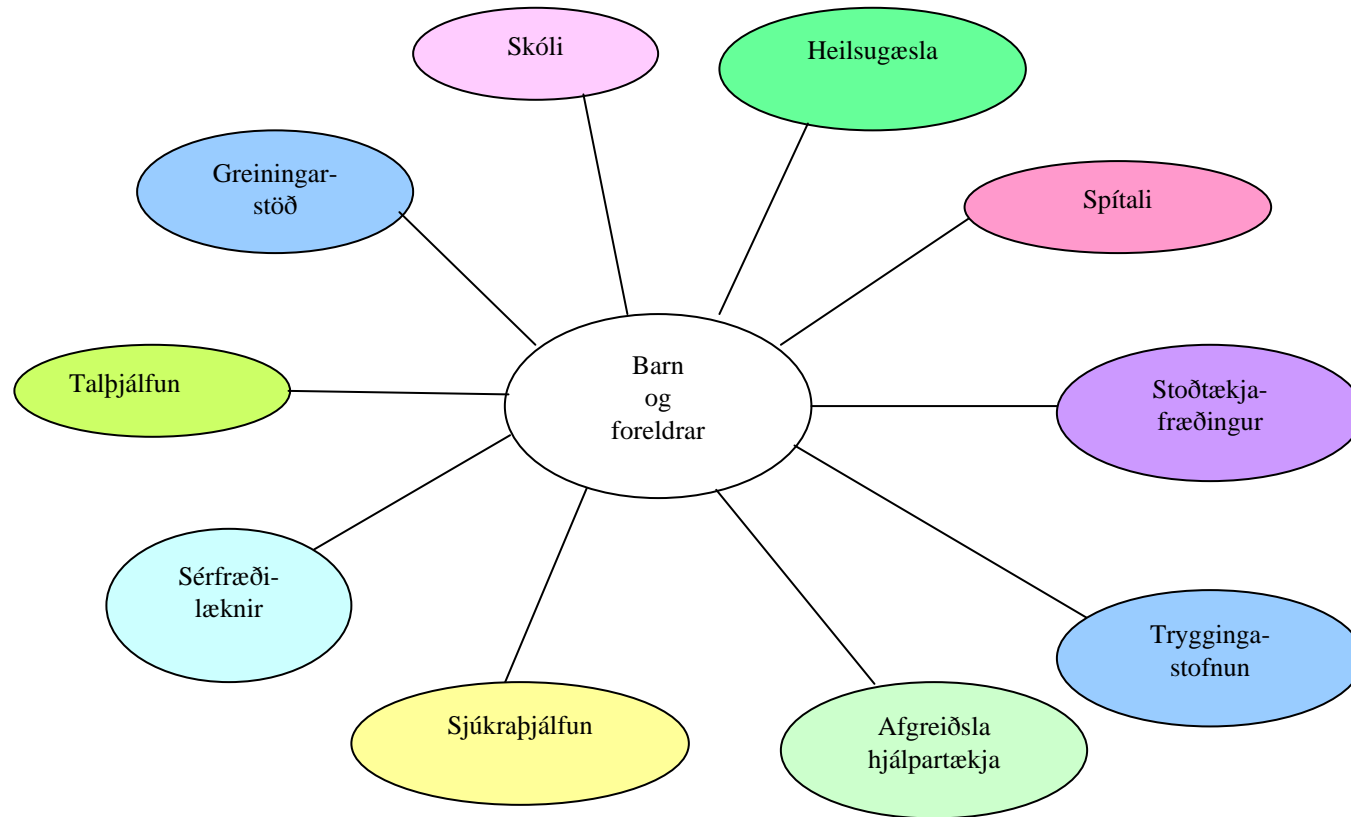 Skóli
Heilsugæsla
Greiningar-
stöð
Spítali
Talþjálfun
Barn
og
foreldrar
Stoðtækja-
fræðingur
Sérfræði-
læknir
Trygginga-
stofnun
Sjúkraþjálfun
Afgreiðsla
hjálpartækja